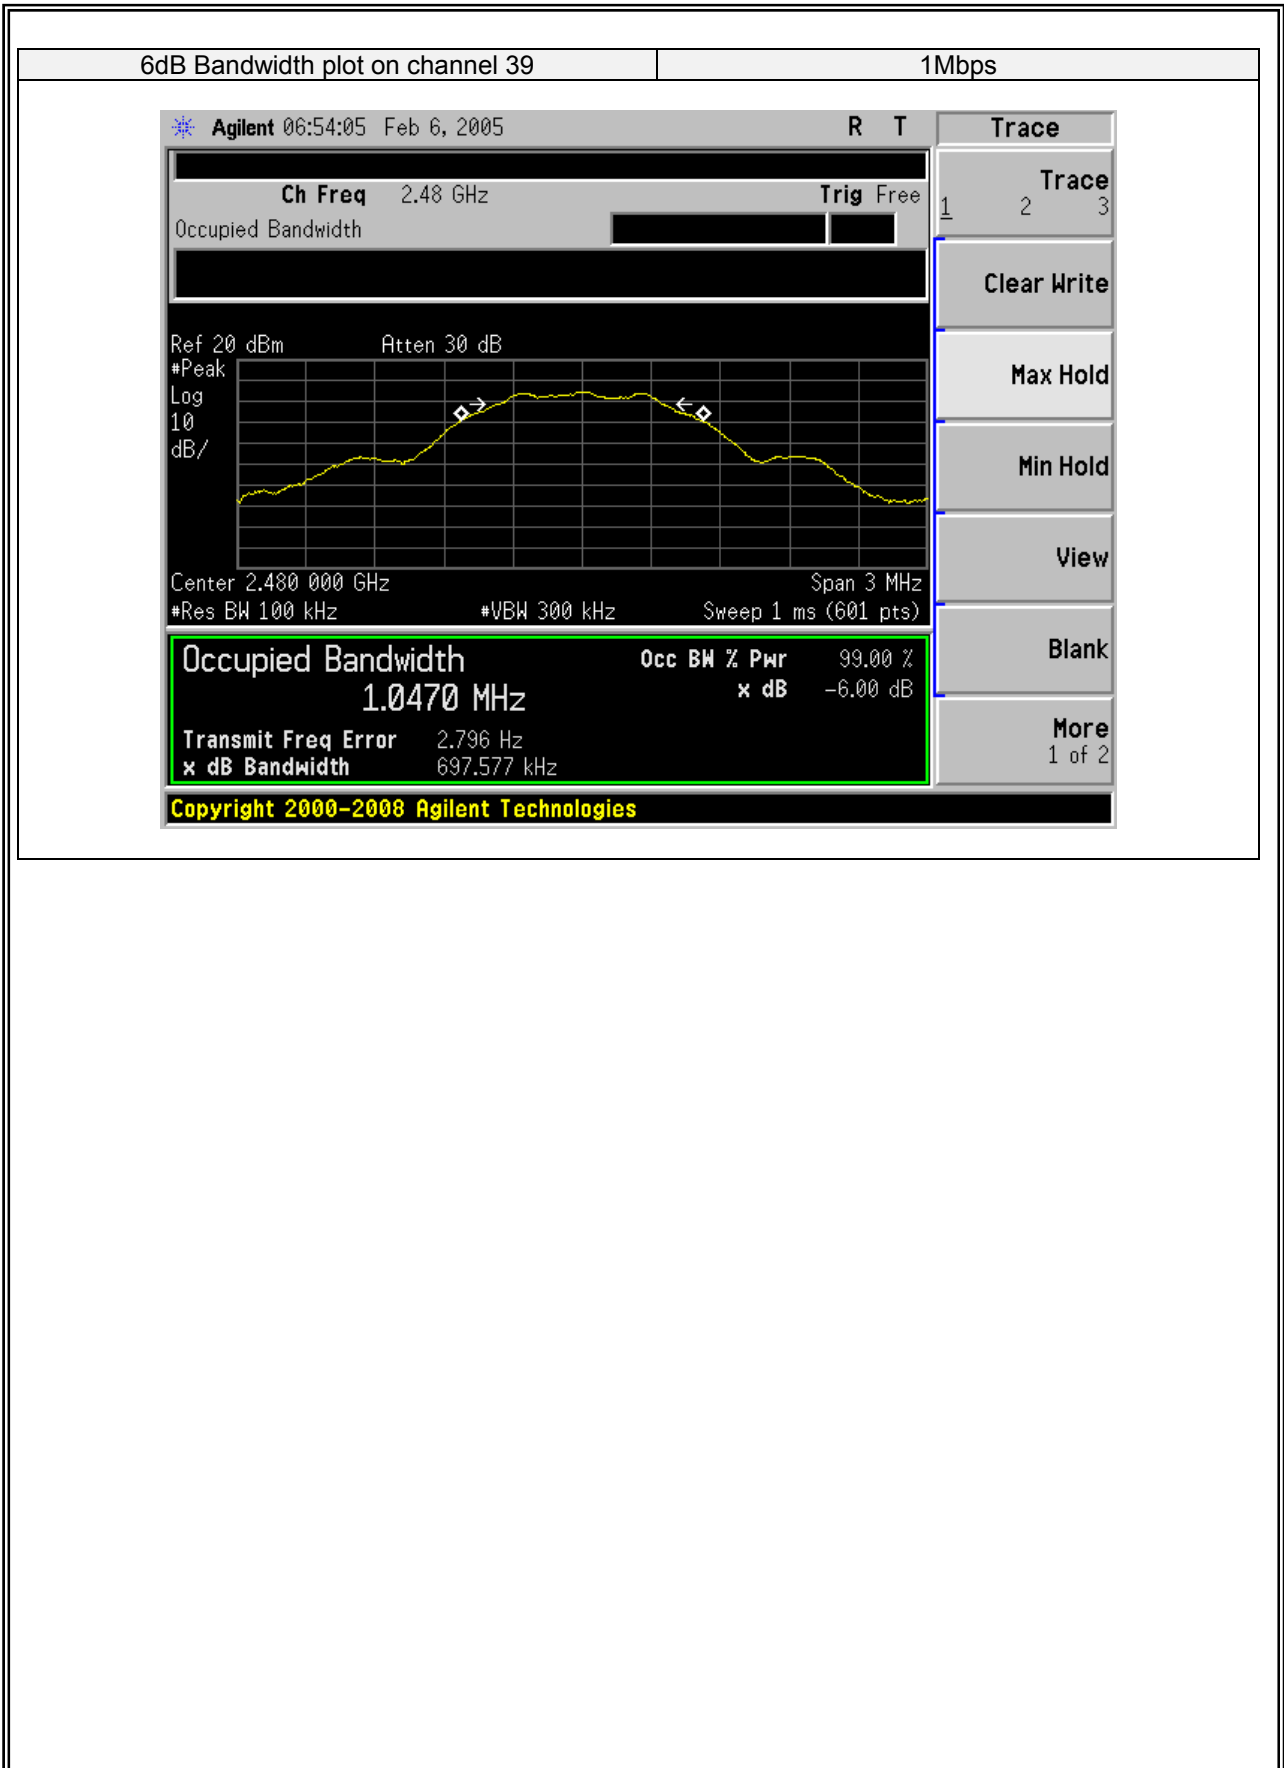 6dB Bandwidth plot on channel 39 1Mbps
Agilent 06:54:05 Feb 6, 2005 R T Trace
Ch Freq 2.48 GHz Trig Free
Occupied Bandwidth
Trace
1 2 3
Clear Write
Max Hold
Min Hold
View
Blank
More
1 of 2
Ref 20 dBm Atten 30 dB
#Peak
Log
10
dB/
Center 2.480 000 GHz Span 3 MHz
#Res BW 100 kHz #VBW 300 kHz Sweep 1 ms (601 pts)
Occupied Bandwidth Occ BW % Pwr 99.00 %
1.0470 MHz x dB -6.00 dB
Transmit Freq Error 2.796 Hz
x dB Bandwidth 697.577 kHz
Copyright 2000-2008 Agilent Technologies